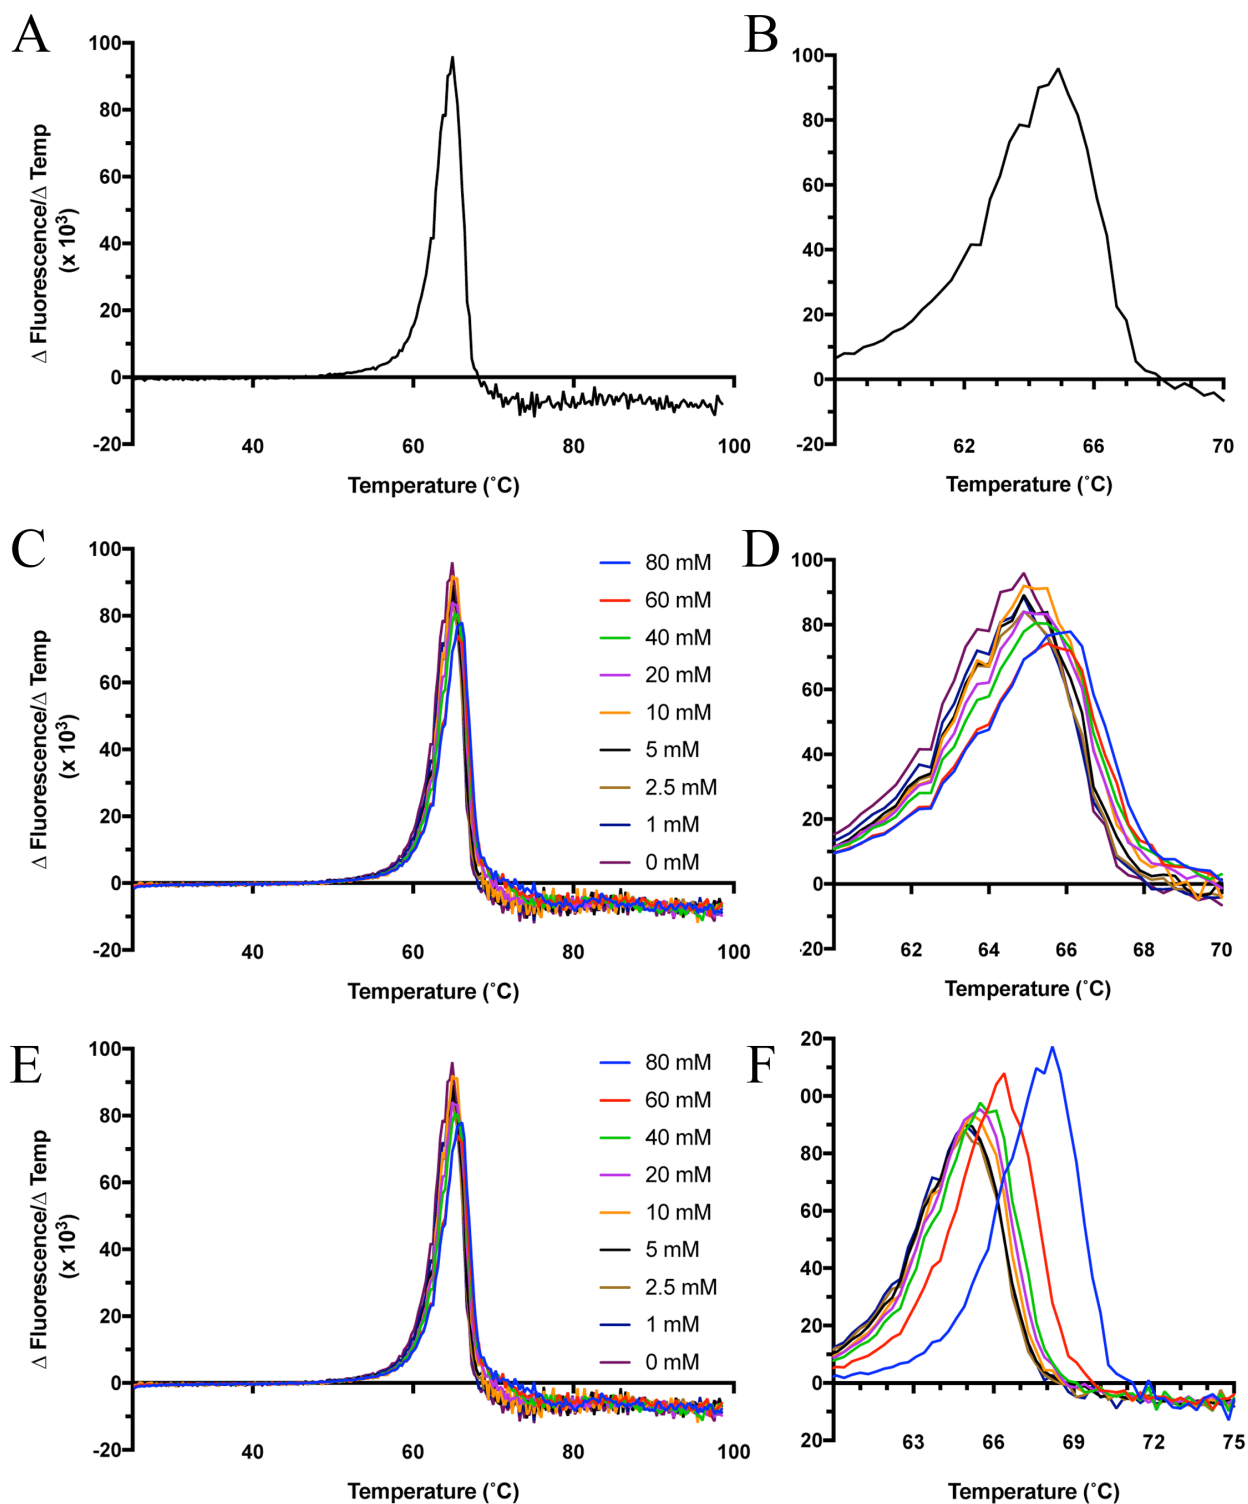 A
B
100
80
60
40
20
0
-20
Δ Fluorescence/Δ Temp
(x 10³)
40
60
80
100
Temperature (˚C)
100
80
60
40
20
0
-20
62
66
70
Temperature (˚C)
C
D
100
80
60
40
20
0
-20
Δ Fluorescence/Δ Temp
(x 10³)
40
60
80
100
Temperature (˚C)
80 mM
60 mM
40 mM
20 mM
10 mM
5 mM
2.5 mM
1 mM
0 mM
100
80
60
40
20
0
-20
62
64
66
68
70
Temperature (˚C)
E
F
100
80
60
40
20
0
-20
Δ Fluorescence/Δ Temp
(x 10³)
40
60
80
100
Temperature (˚C)
80 mM
60 mM
40 mM
20 mM
10 mM
5 mM
2.5 mM
1 mM
0 mM
20
00
80
60
40
20
0
20
63
66
69
72
75
Temperature (˚C)